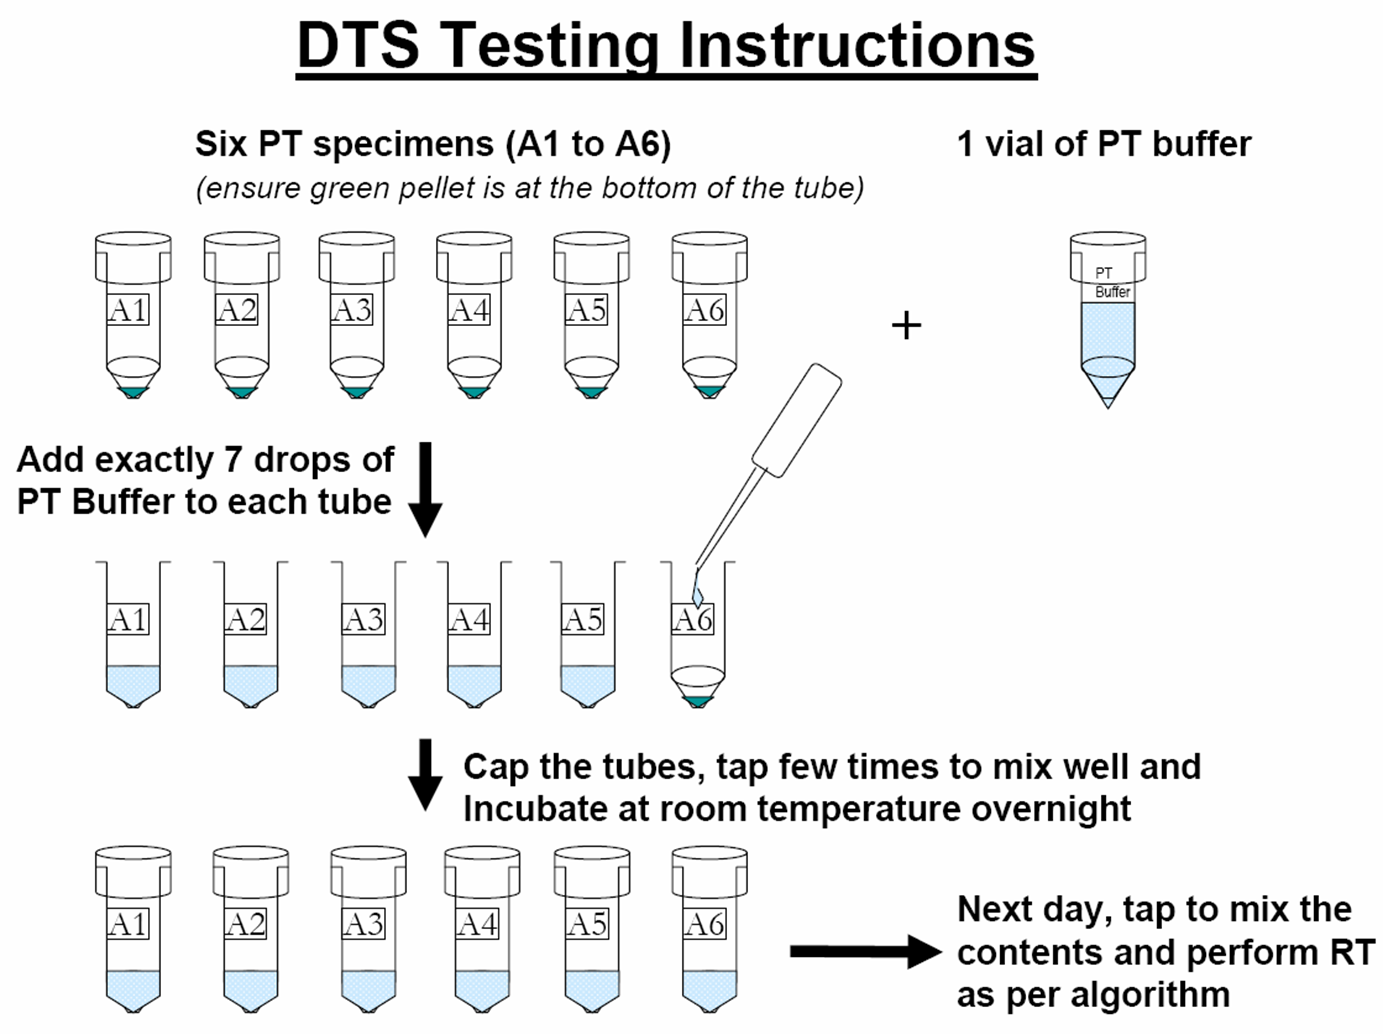 DTS Testing Instructions
Six PT specimens (A1 to A6)
1 vial of PT buffer
(ensure green pellet is at the bottom of the tube)
A1 A2 A3 A4 A5 A6
+
PT
Buffer
Add exactly 7 drops of
PT Buffer to each tube
A1 A2 A3 A4 A5 A6
Cap the tubes, tap few times to mix well and
Incubate at room temperature overnight
A1 A2 A3 A4 A5 A6
Next day, tap to mix the
contents and perform RT
as per algorithm